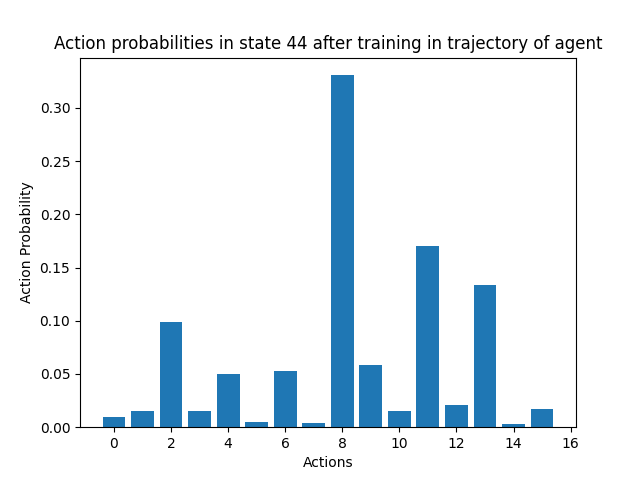 Action probabilities in state 44 after training in trajectory of agent
0.30
0.25
0.20
0.15
0.10
0.05
0.00
Action Probability
0 2 4 6 8 10 12 14 16
Actions